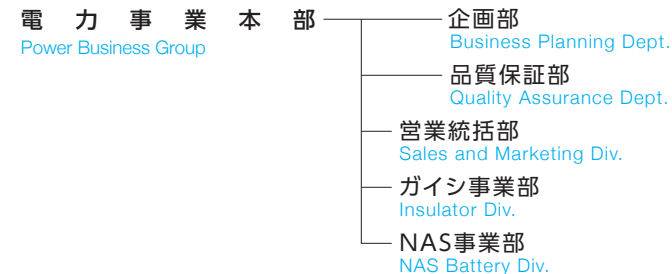 電力事業本部
Power Business Group
企画部
Business Planning Dept.
品質保証部
Quality Assurance Dept.
営業統括部
Sales and Marketing Div.
ガイシ事業部
Insulator Div.
NAS事業部
NAS Battery Div.